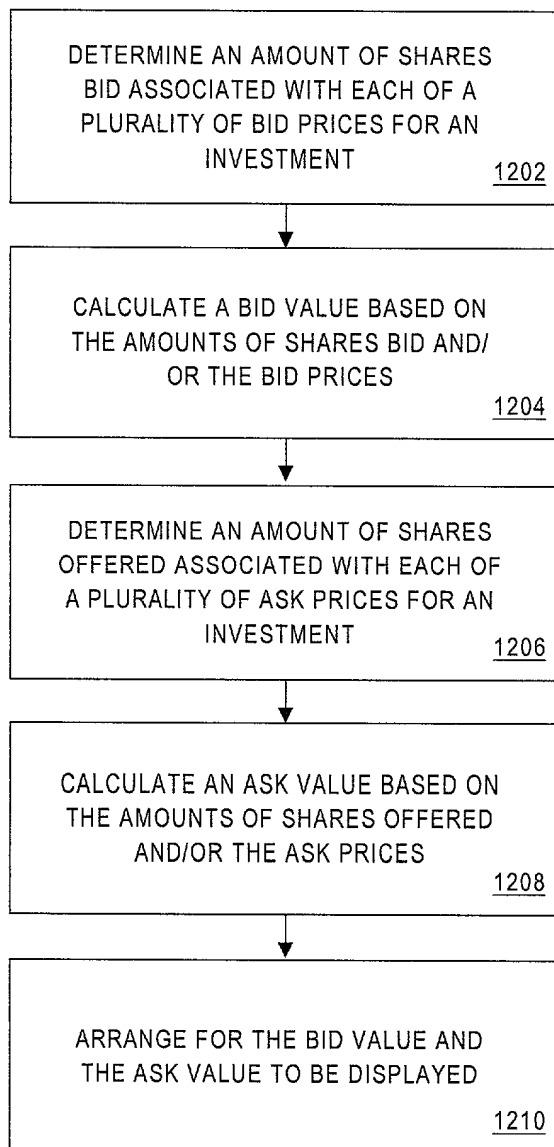 DETERMINE AN AMOUNT OF SHARES
BID ASSOCIATED WITH EACH OF A
PLURALITY OF BID PRICES FOR AN
INVESTMENT
1202
CALCULATE A BID VALUE BASED ON
THE AMOUNTS OF SHARES BID AND/
OR THE BID PRICES
1204
DETERMINE AN AMOUNT OF SHARES
OFFERED ASSOCIATED WITH EACH OF
A PLURALITY OF ASK PRICES FOR AN
INVESTMENT
1206
CALCULATE AN ASK VALUE BASED ON
THE AMOUNTS OF SHARES OFFERED
AND/OR THE ASK PRICES
1208
ARRANGE FOR THE BID VALUE AND
THE ASK VALUE TO BE DISPLAYED
1210